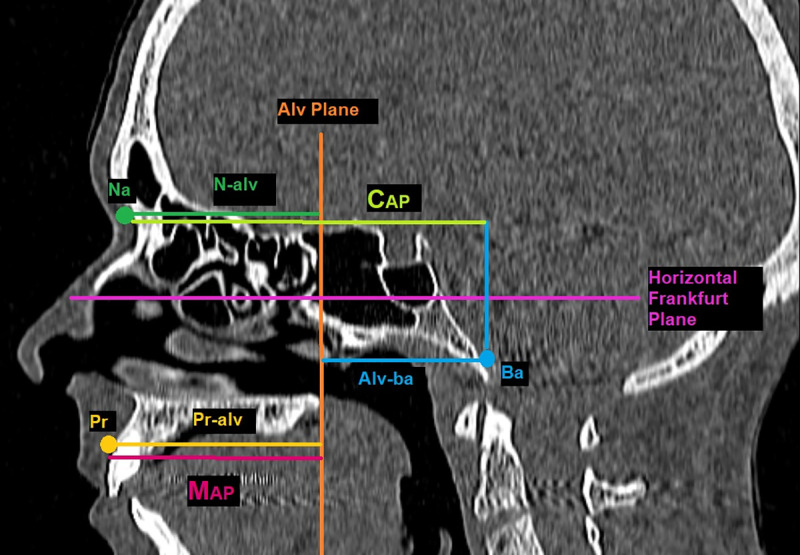 Alv Plane
Na
N-alv
CAP
Horizontal
Frankfurt
Plane
Alv-ba
Ba
Pr
Pr-alv
MAP